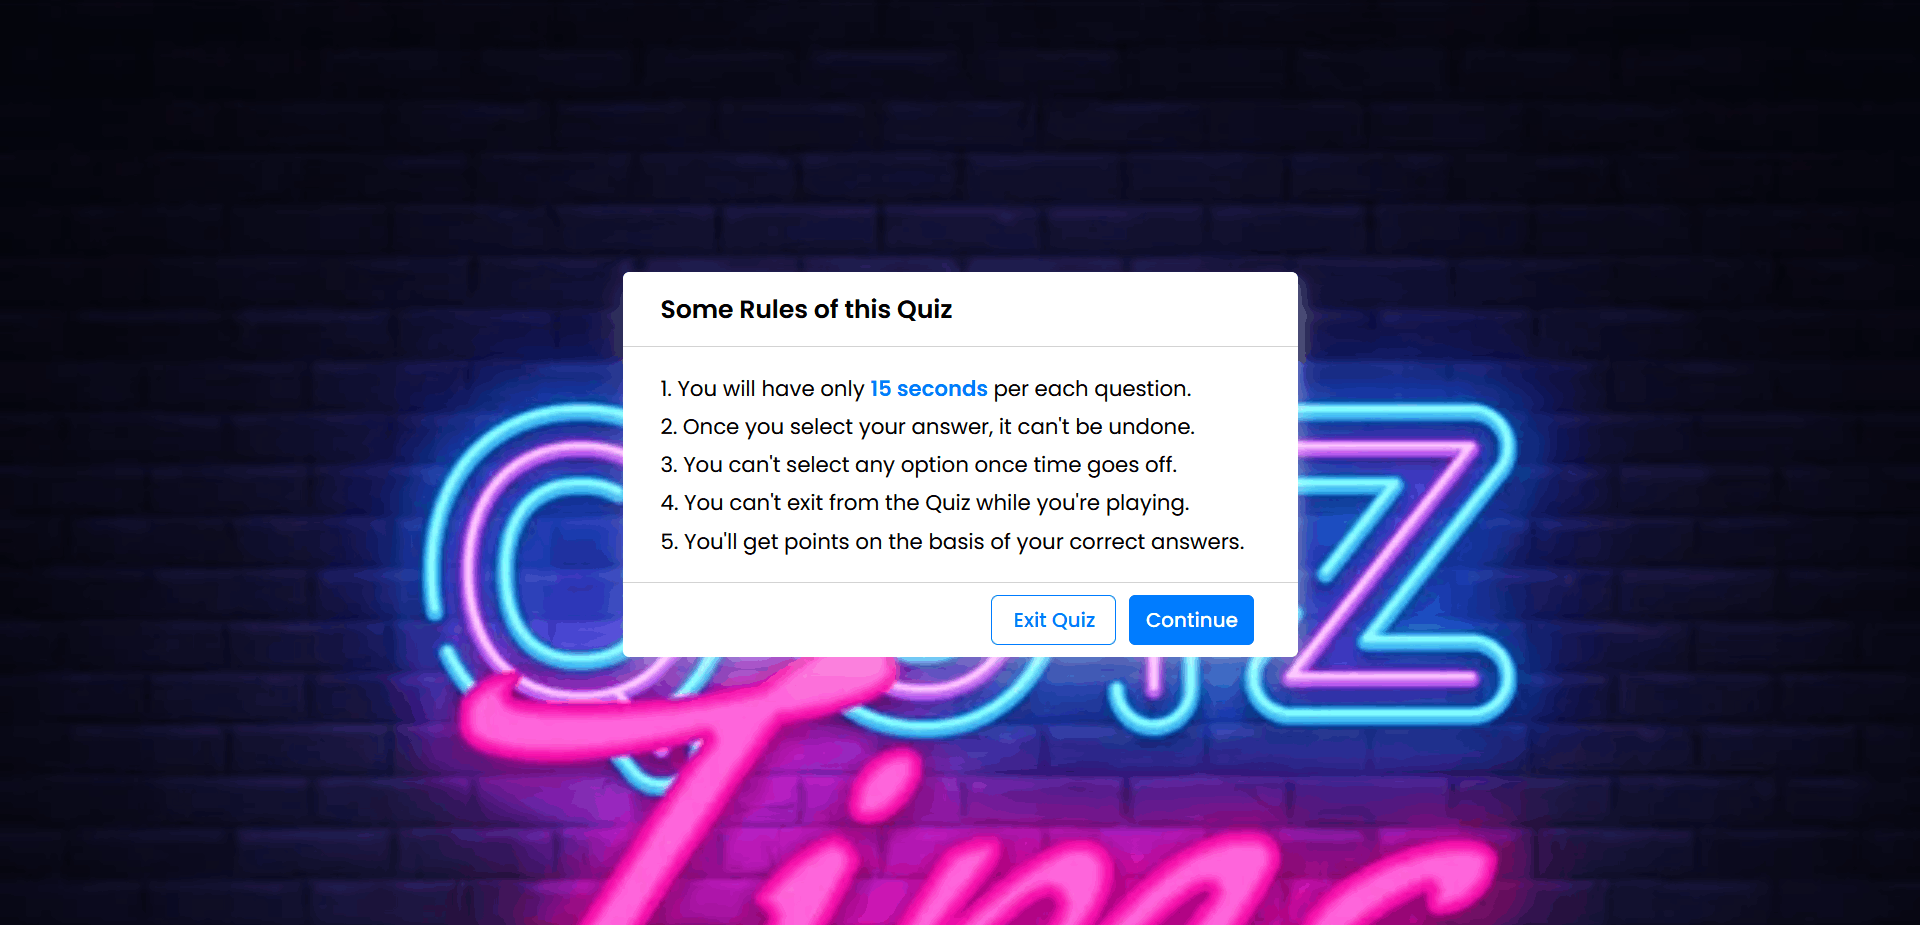 Some Rules of this Quiz
1. You will have only 15 seconds per each question.
2. Once you select your answer, it can't be undone.
3. You can't select any option once time goes off.
4. You can't exit from the Quiz while you're playing.
5. You'll get points on the basis of your correct answers.
Exit Quiz Continue
QUIZ
Time